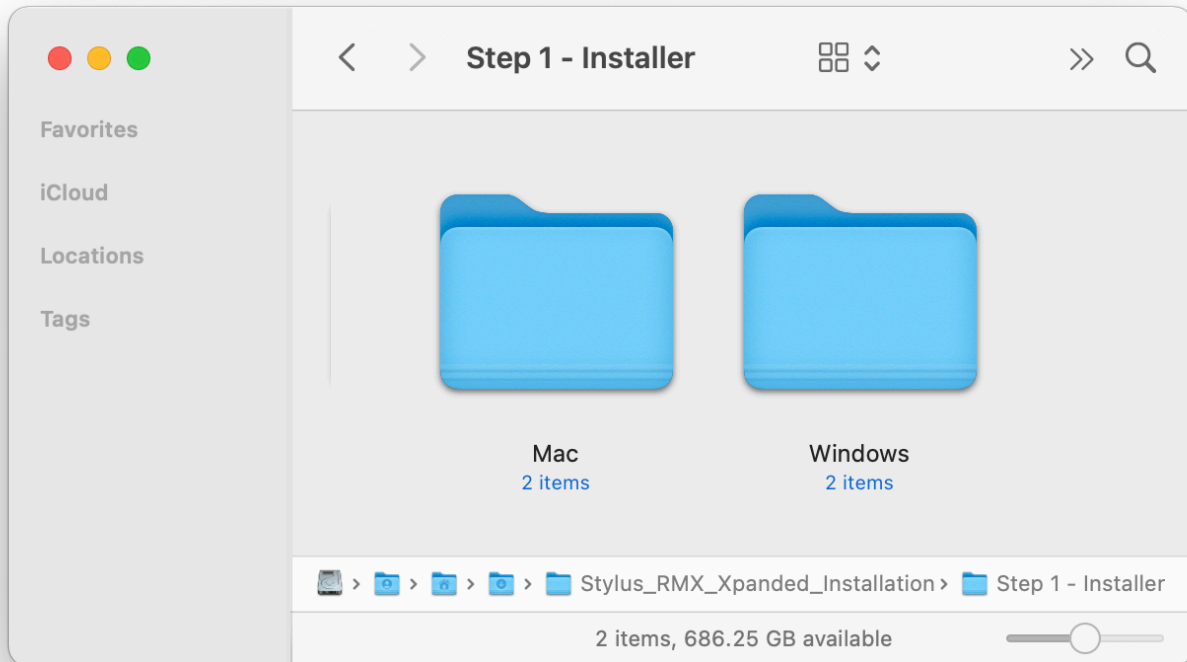 Step 1 - Installer
Favorites
iCloud
Locations
Tags
Mac
2 items
Windows
2 items
Stylus_RMX_Xpanded_Installation
Step 1 - Installer
2 items, 686.25 GB available